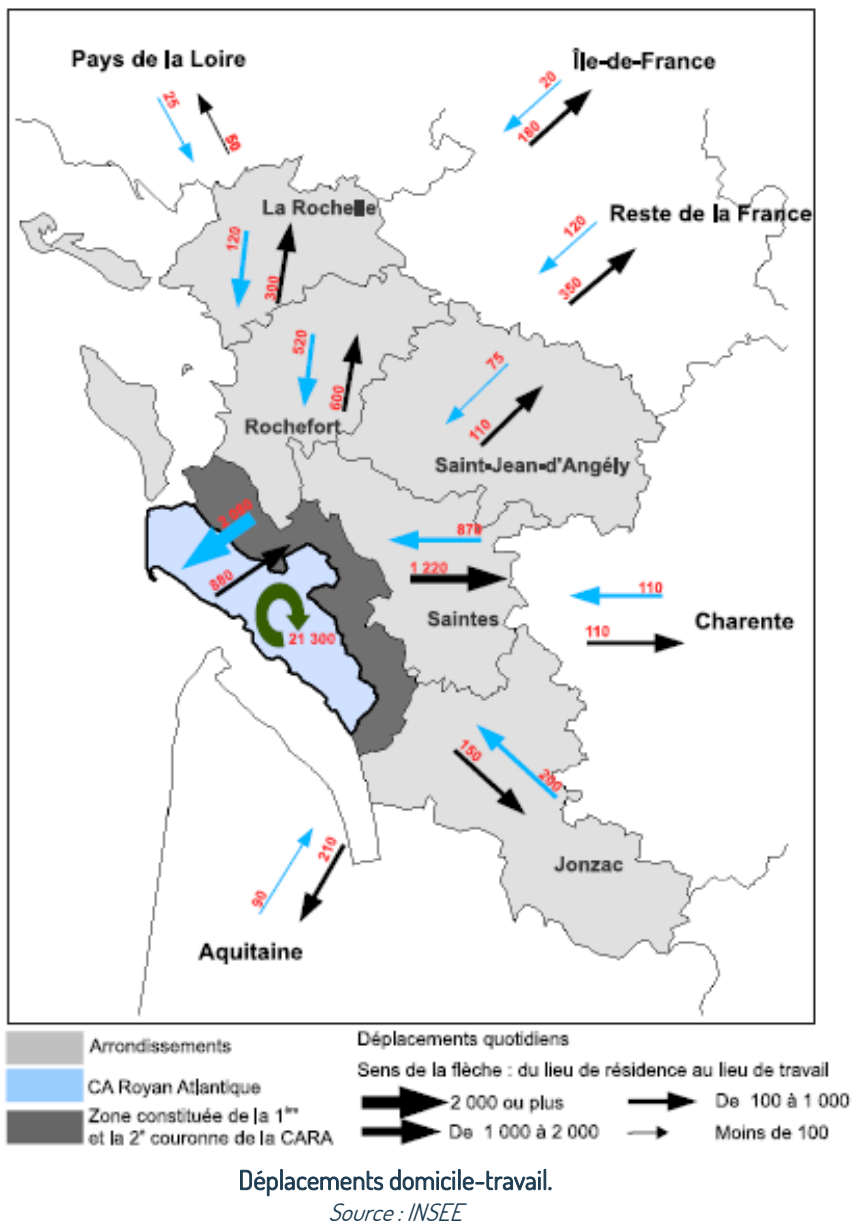 Pays de la Loire
Île-de-France
25
50
20
180
Reste de la France
120
350
La Rochelle
120
300
520
600
Rochefort
75
110
Saint-Jean-d'Angély
880
21 300
1 220
Saintes
110
110
Charente
150
200
Jonzac
90
210
Aquitaine
Arrondissements
CA Royan Atlantique
Zone constituée de la 1ère
et la 2e couronne de la CARA
Déplacements quotidiens
Sens de la flèche : du lieu de résidence au lieu de travail
2 000 ou plus
De 100 à 1 000
De 1 000 à 2 000
Moins de 100
Déplacements domicile-travail.
Source : INSEE